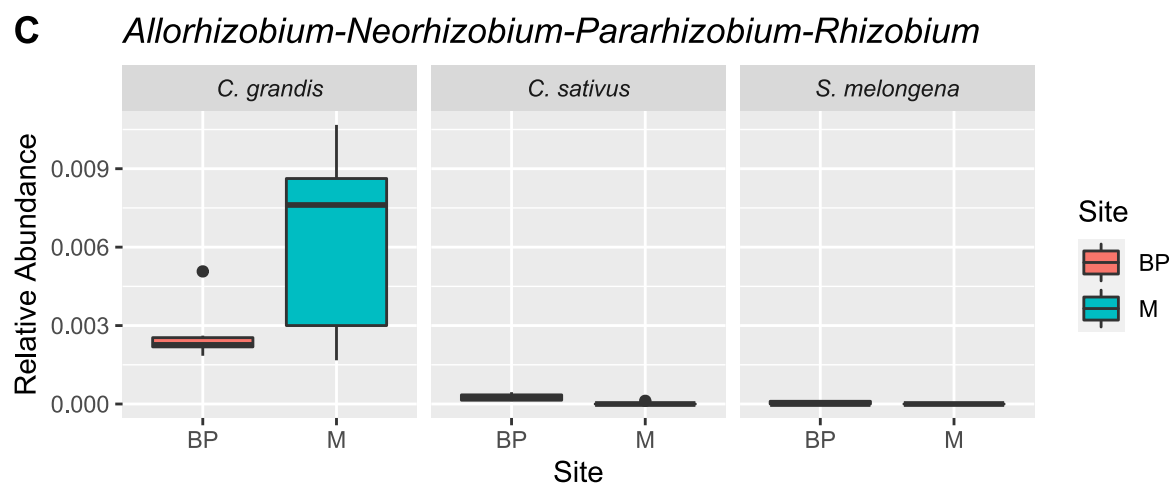 C Allorhizobium-Neorhizobium-Pararhizobium-Rhizobium
C. grandis C. sativus S. melongena
Relative Abundance
0.009
0.006
0.003
0.000
BP M BP M BP M
Site
Site
BP
M